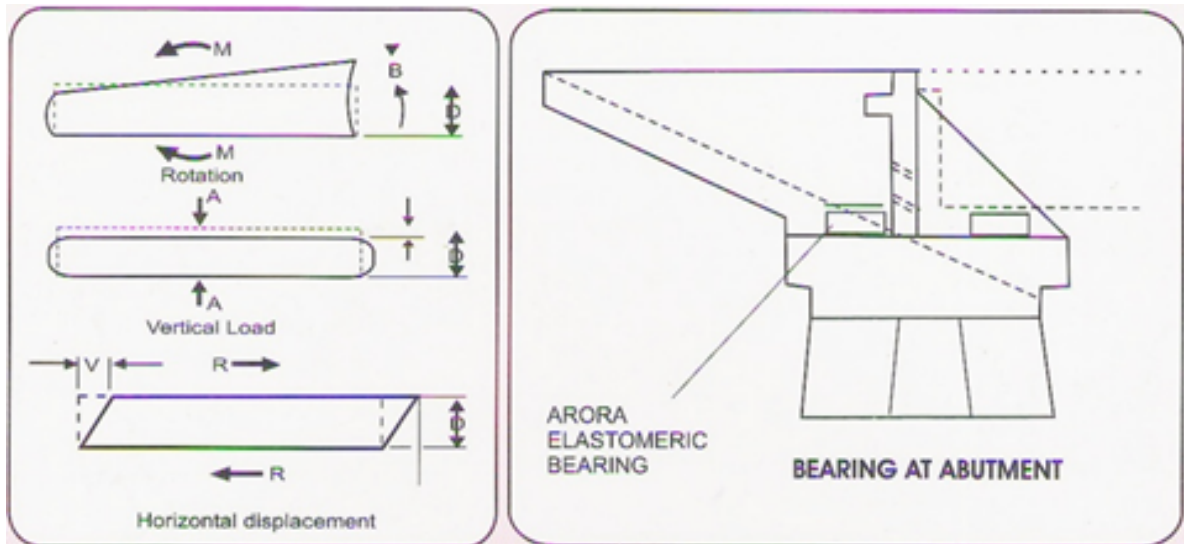 M
B
D
M
Rotation
A
D
A
Vertical Load
V
R
D
R
Horizontal displacement
ARORA
ELASTOMERIC
BEARING
BEARING AT ABUTMENT